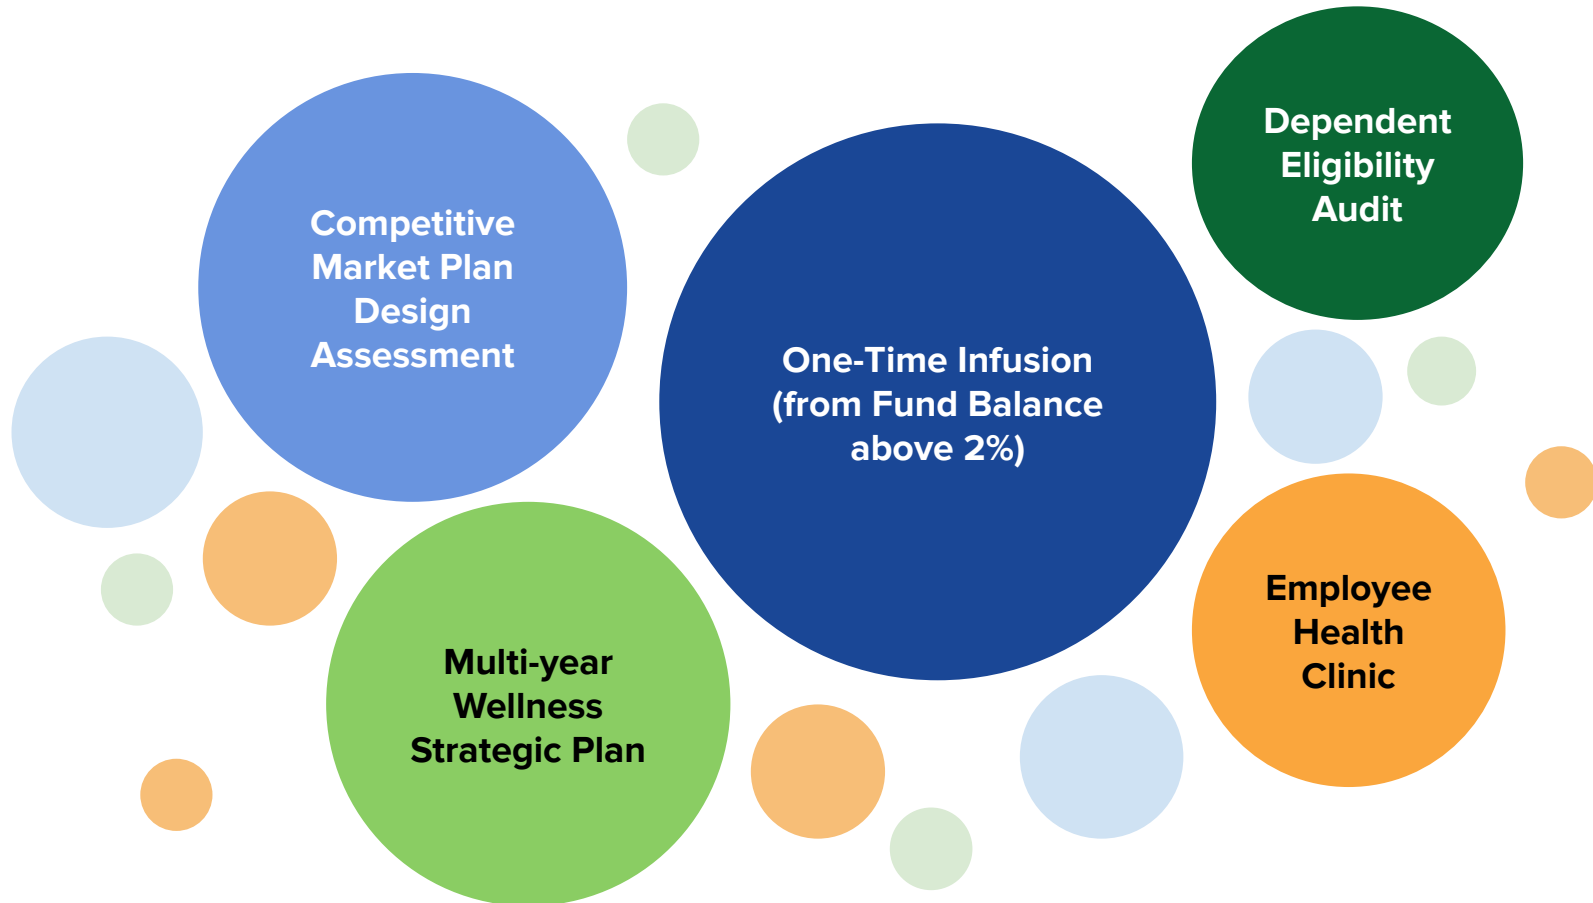 Competitive
Market Plan
Design
Assessment
One-Time Infusion
(from Fund Balance
above 2%)
Dependent
Eligibility
Audit
Multi-year
Wellness
Strategic Plan
Employee
Health
Clinic